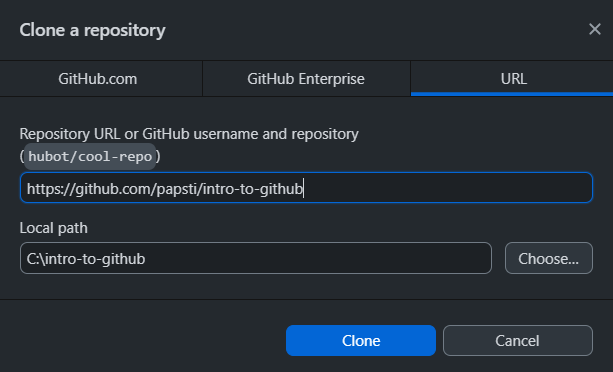 Clone a repository
GitHub.com
GitHub Enterprise
URL
Repository URL or GitHub username and repository
(hubot/cool-repo)
https://github.com/papsti/intro-to-github
Local path
C:\intro-to-github
Choose...
Clone
Cancel